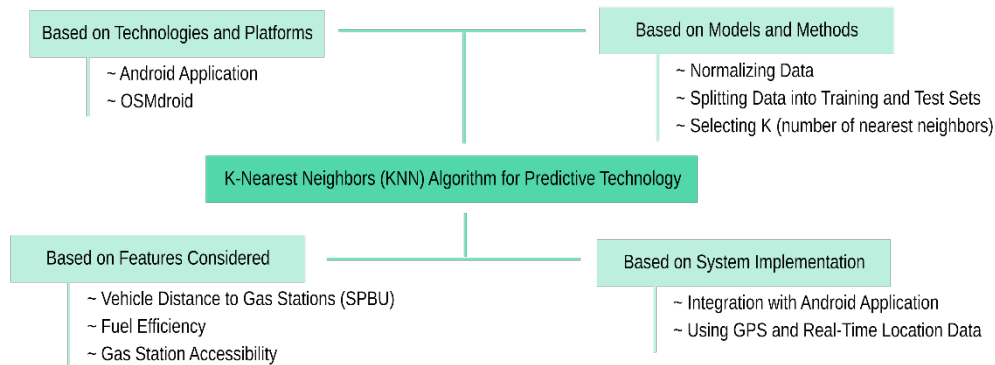 Based on Technologies and Platforms
~ Android Application
~ OSMdroid
Based on Models and Methods
~ Normalizing Data
~ Splitting Data into Training and Test Sets
~ Selecting K (number of nearest neighbors)
K-Nearest Neighbors (KNN) Algorithm for Predictive Technology
Based on Features Considered
~ Vehicle Distance to Gas Stations (SPBU)
~ Fuel Efficiency
~ Gas Station Accessibility
Based on System Implementation
~ Integration with Android Application
~ Using GPS and Real-Time Location Data